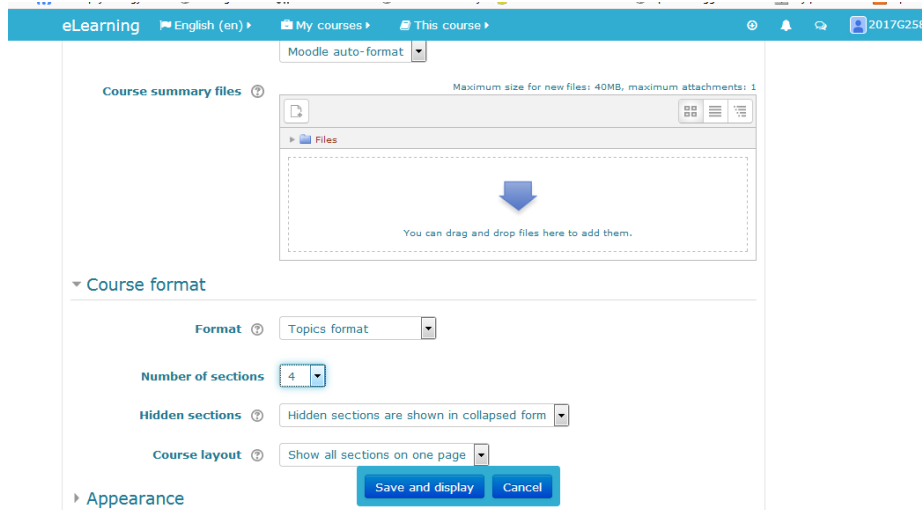 eLearning English (en) My courses This course 2017G258
Moodle auto-format
Course summary files Maximum size for new files: 40MB, maximum attachments: 1
Files
You can drag and drop files here to add them.
Course format
Format Topics format
Number of sections 4
Hidden sections Hidden sections are shown in collapsed form
Course layout Show all sections on one page
Save and display Cancel
Appearance